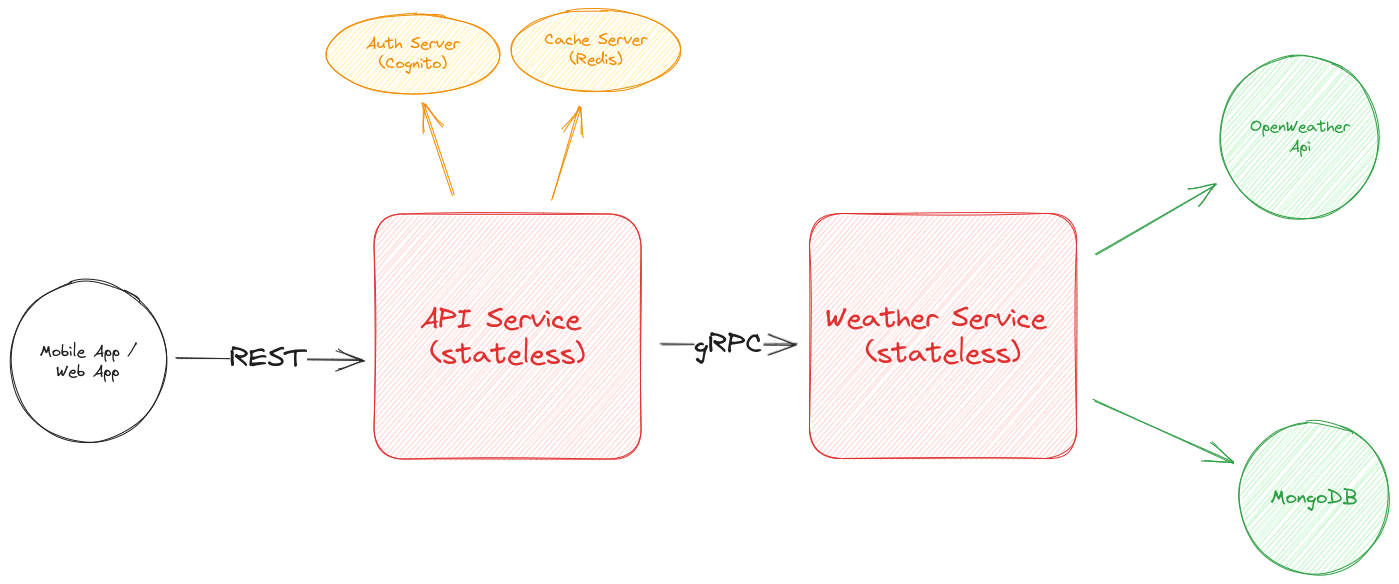 Auth Server
(Cognito)
Cache Server
(Redis)
OpenWeather
Api
Mobile App /
Web App
REST
API Service
(stateless)
gRPC
Weather Service
(stateless)
MongoDB